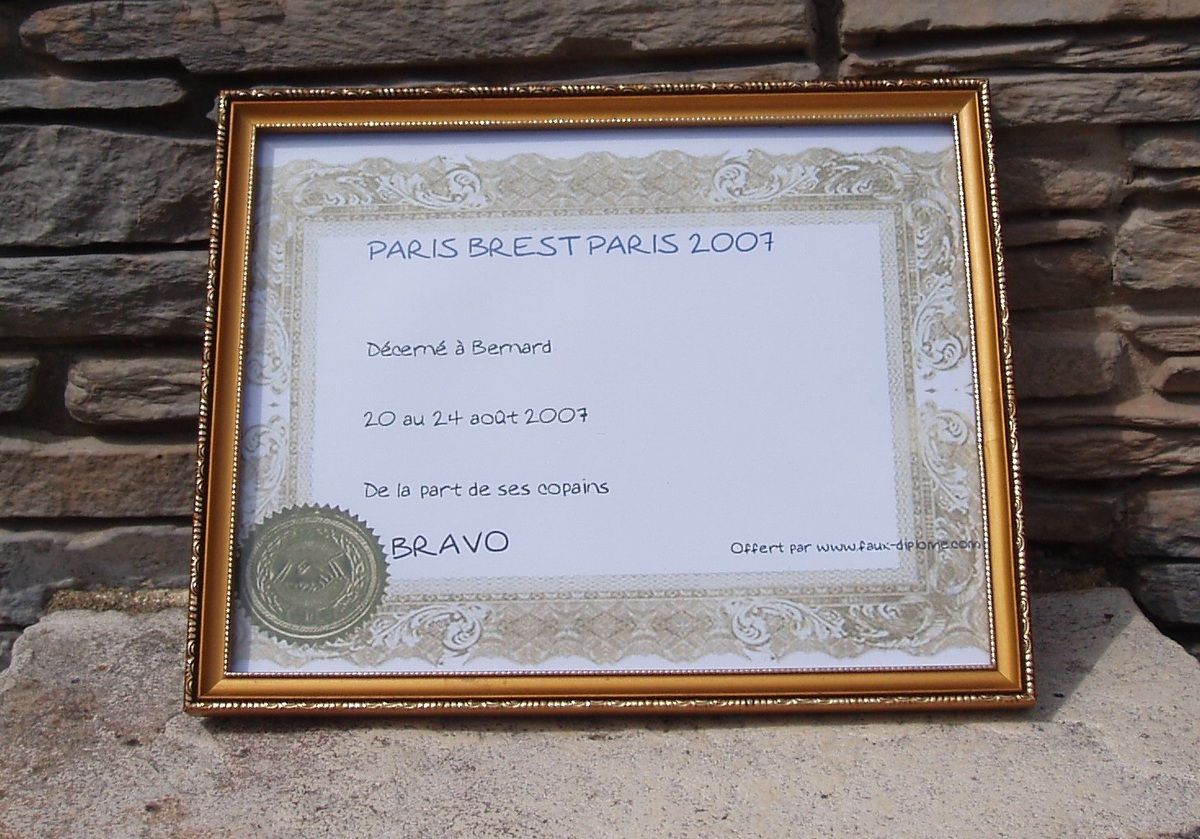 PARIS BREST PARIS 2007
Décerné à Bernard
20 au 24 août 2007
De la part de ses copains
BRAVO
Offert par www.faux-diplome.com